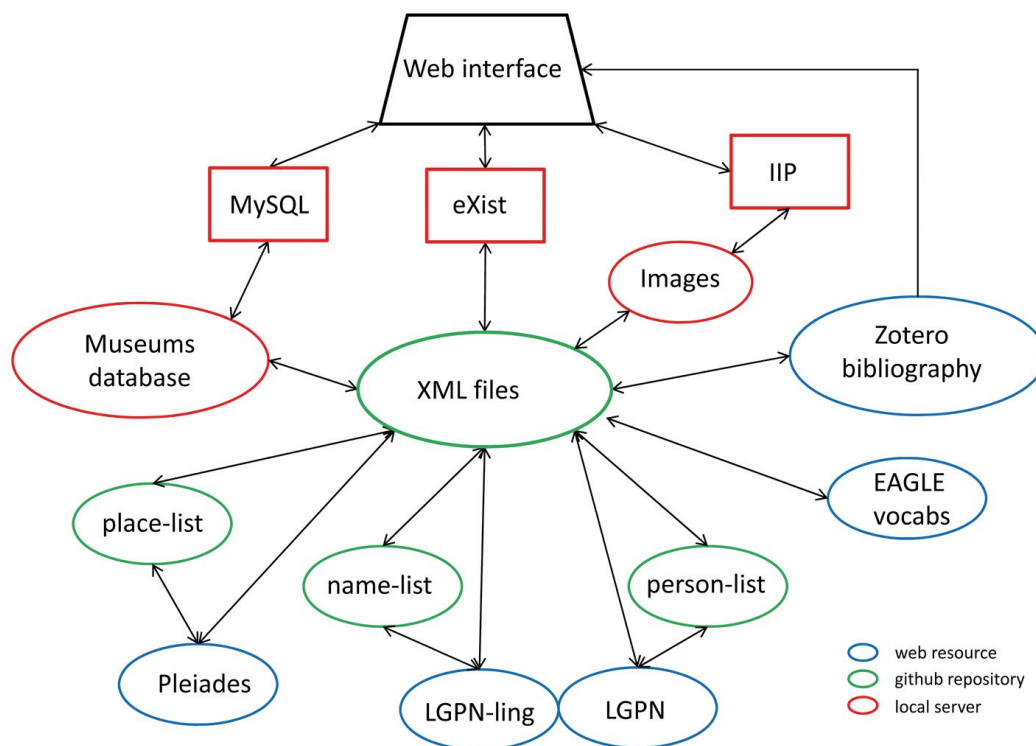 Web interface
MySQL
eXist
IIP
Images
Museums
database
XML files
Zotero
bibliography
place-list
name-list
person-list
EAGLE
vocabs
Pleiades
LGPN-ling
LGPN
web resource
github repository
local server